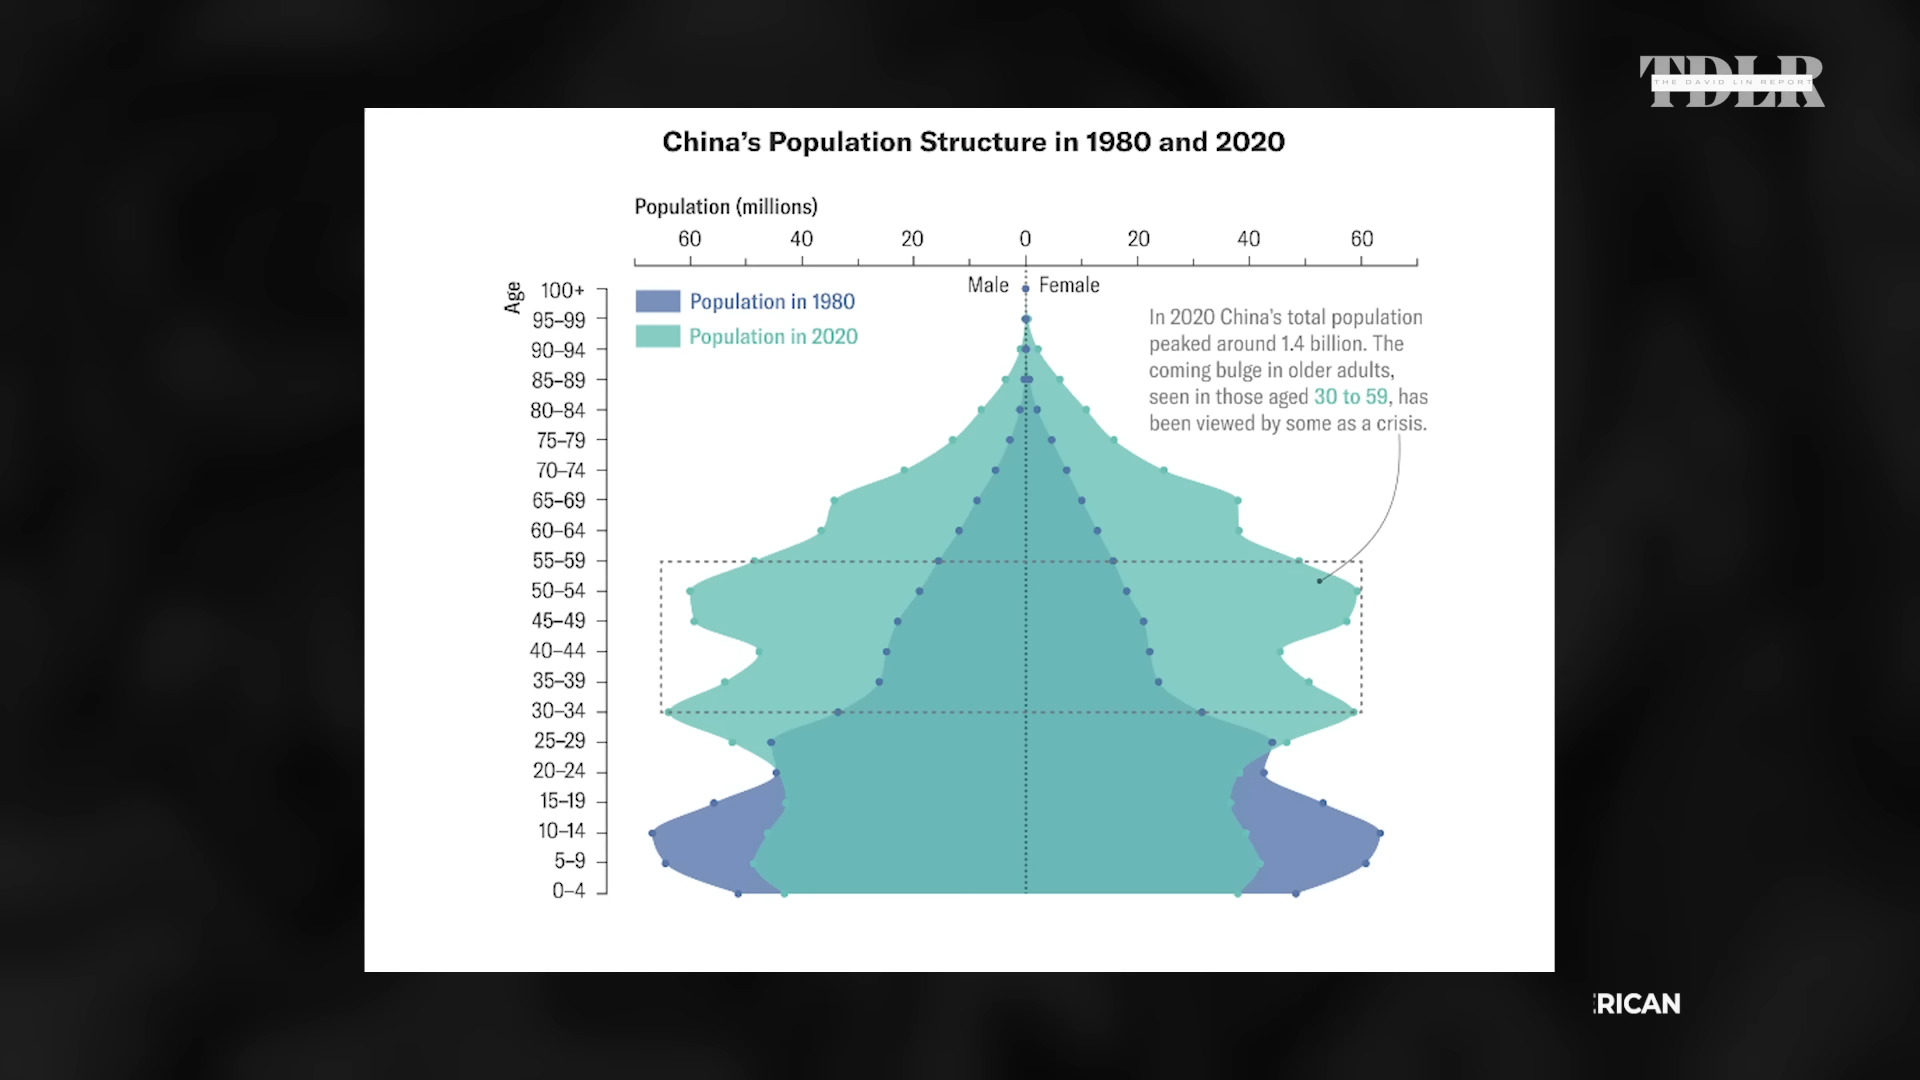 TDLR
THE DAVID LIN REPORT
China's Population Structure in 1980 and 2020
Population (millions)
60 40 20 0 20 40 60
Male Female
Age
100+
95–99
90–94
85–89
80–84
75–79
70–74
65–69
60–64
55–59
50–54
45–49
40–44
35–39
30–34
25–29
20–24
15–19
10–14
5–9
0–4
Population in 1980
Population in 2020
In 2020 China's total population
peaked around 1.4 billion. The
coming bulge in older adults,
seen in those aged 30 to 59, has
been viewed by some as a crisis.
RICAN